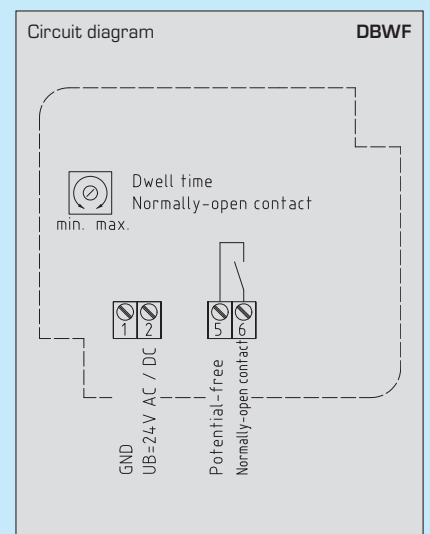 Circuit diagram DBWF
Dwell time
Normally-open contact
min. max.
1 2 5 6
GND
UB=24V AC / DC
Potential-free
Normally-open contact